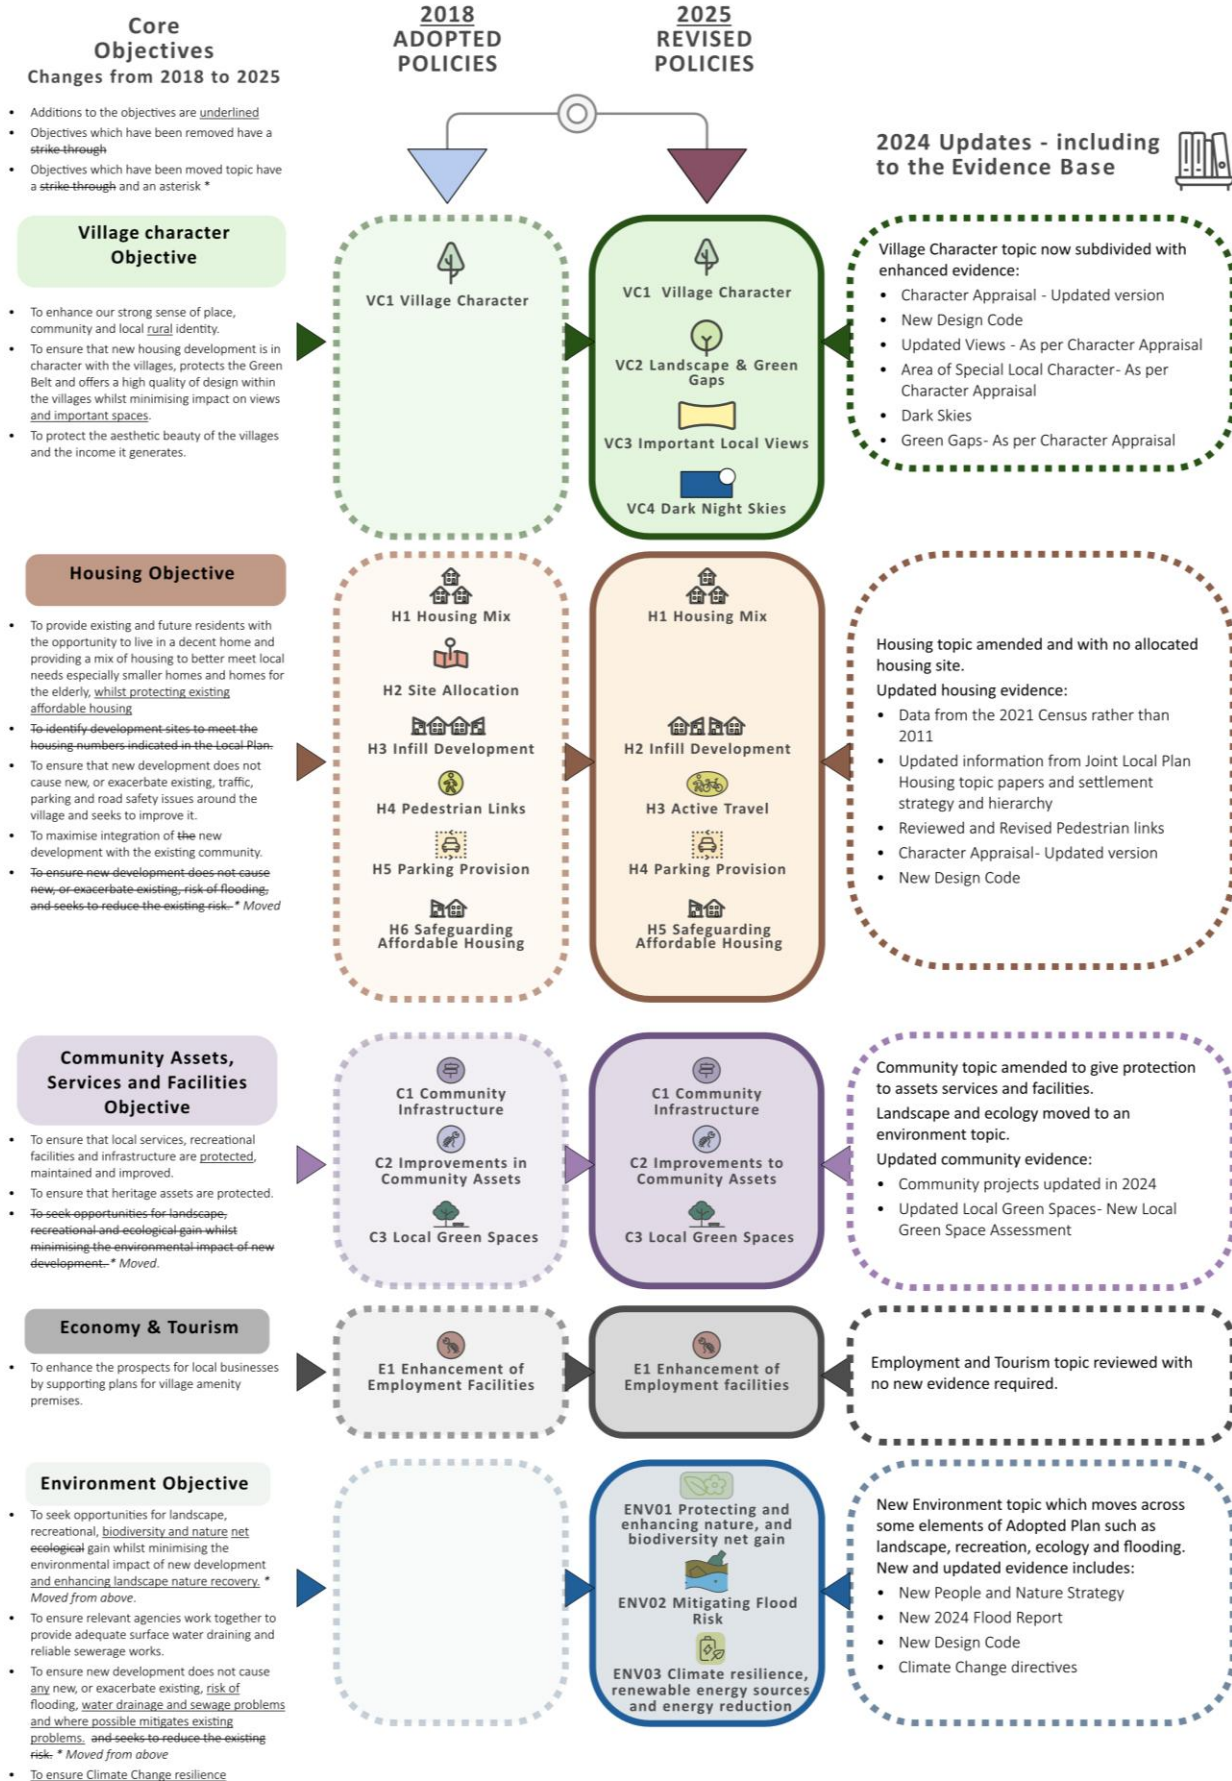 Core
Objectives
Changes from 2018 to 2025
• Additions to the objectives are underlined
• Objectives which have been removed have a
strike through
• Objectives which have been moved topic have
a strike through and an asterisk *
2018
ADOPTED
POLICIES
2025
REVISED
POLICIES
2024 Updates - including
to the Evidence Base
Village character
Objective
• To enhance our strong sense of place,
community and local rural identity.
• To ensure that new housing development is in
character with the villages, protects the Green
Belt and offers a high quality of design within
the villages whilst minimising impact on views
and important spaces.
• To protect the aesthetic beauty of the villages
and the income it generates.
VC1 Village Character
VC1 Village Character
VC2 Landscape & Green
Gaps
VC3 Important Local Views
VC4 Dark Night Skies
Village Character topic now subdivided with
enhanced evidence:
• Character Appraisal - Updated version
• New Design Code
• Updated Views - As per Character Appraisal
• Area of Special Local Character- As per
Character Appraisal
• Dark Skies
• Green Gaps- As per Character Appraisal
Housing Objective
• To provide existing and future residents with
the opportunity to live in a decent home and
providing a mix of housing to better meet local
needs especially smaller homes and homes for
the elderly, whilst protecting existing
affordable housing
• To identify development sites to meet the
housing numbers indicated in the Local Plan.
• To ensure that new development does not
cause new, or exacerbate existing, traffic,
parking and road safety issues around the
village and seeks to improve it.
• To maximise integration of the new
development with the existing community.
• To ensure new development does not cause
new, or exacerbate existing, risk of flooding,
and seeks to reduce the existing risk. * Moved
H1 Housing Mix
H2 Site Allocation
H3 Infill Development
H4 Pedestrian Links
H5 Parking Provision
H6 Safeguarding
Affordable Housing
H1 Housing Mix
H2 Infill Development
H3 Active Travel
H4 Parking Provision
H5 Safeguarding
Affordable Housing
Housing topic amended and with no allocated
housing site.
Updated housing evidence:
• Data from the 2021 Census rather than
2011
• Updated information from Joint Local Plan
Housing topic papers and settlement
strategy and hierarchy
• Reviewed and Revised Pedestrian links
• Character Appraisal- Updated version
• New Design Code
Community Assets,
Services and Facilities
Objective
• To ensure that local services, recreational
facilities and infrastructure are protected,
maintained and improved.
• To ensure that heritage assets are protected.
• To seek opportunities for landscape,
recreational and ecological gain whilst
minimising the environmental impact of new
development. * Moved.
C1 Community
Infrastructure
C2 Improvements in
Community Assets
C3 Local Green Spaces
C1 Community
Infrastructure
C2 Improvements to
Community Assets
C3 Local Green Spaces
Community topic amended to give protection
to assets services and facilities.
Landscape and ecology moved to an
environment topic.
Updated community evidence:
• Community projects updated in 2024
• Updated Local Green Spaces- New Local
Green Space Assessment
Economy & Tourism
• To enhance the prospects for local businesses
by supporting plans for village amenity
premises.
E1 Enhancement of
Employment Facilities
E1 Enhancement of
Employment facilities
Employment and Tourism topic reviewed with
no new evidence required.
Environment Objective
• To seek opportunities for landscape,
recreational, biodiversity and nature net
ecological gain whilst minimising the
environmental impact of new development
and enhancing landscape nature recovery. *
Moved from above.
• To ensure relevant agencies work together to
provide adequate surface water draining and
reliable sewerage works.
• To ensure new development does not cause
any new, or exacerbate existing, risk of
flooding, water drainage and sewage problems
and where possible mitigates existing
problems. and seeks to reduce the existing
risk. * Moved from above
• To ensure Climate Change resilience
ENV01 Protecting and
enhancing nature, and
biodiversity net gain
ENV02 Mitigating Flood
Risk
ENV03 Climate resilience,
renewable energy sources
and energy reduction
New Environment topic which moves across
some elements of Adopted Plan such as
landscape, recreation, ecology and flooding.
New and updated evidence includes:
• New People and Nature Strategy
• New 2024 Flood Report
• New Design Code
• Climate Change directives